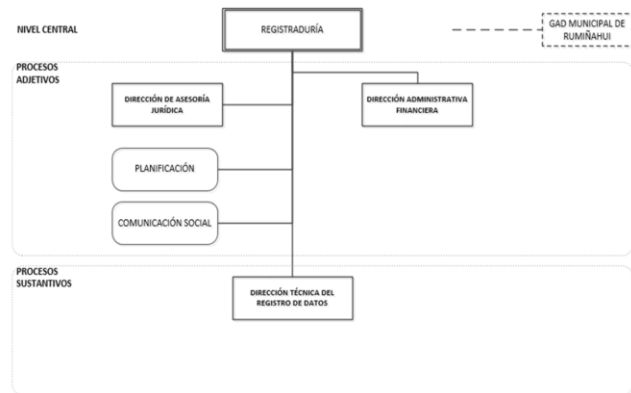 NIVEL CENTRAL
REGISTRADURÍA
GAD MUNICIPAL DE
RUMIÑAHUI
PROCESOS
ADJETIVOS
DIRECCIÓN DE ASESORÍA
JURÍDICA
DIRECCIÓN ADMINISTRATIVA
FINANCIERA
PLANIFICACIÓN
COMUNICACIÓN SOCIAL
PROCESOS
SUSTANTIVOS
DIRECCIÓN TÉCNICA DEL
REGISTRO DE DATOS